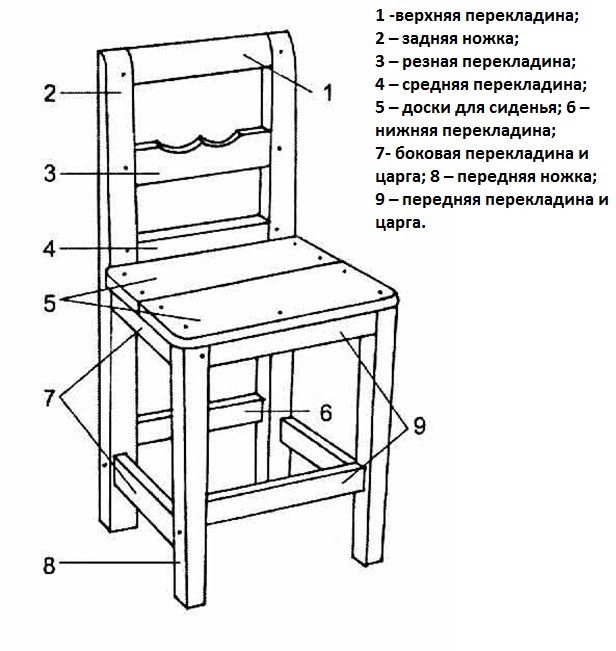 1 -верхняя перекладина;
2 – задняя ножка;
3 – резная перекладина;
4 – средняя перекладина;
5 – доски для сиденья; 6 –
нижняя перекладина;
7- боковая перекладина и
царга; 8 – передняя ножка;
9 – передняя перекладина и
царга.
1
2
3
4
5
6
7
8
9